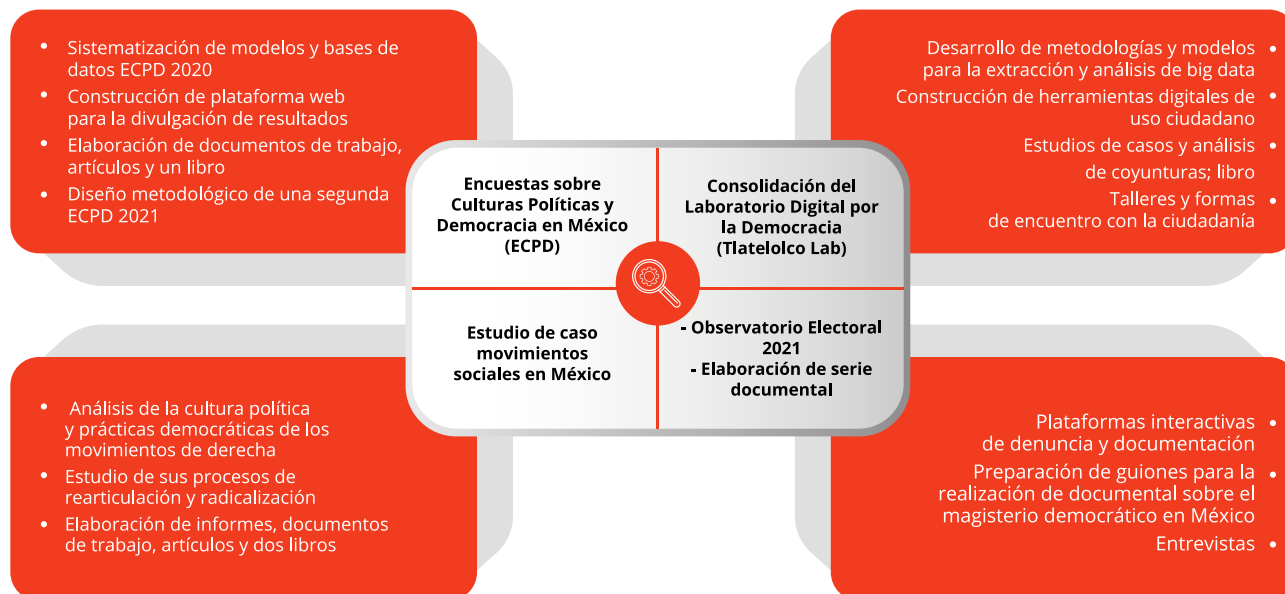 Sistematización de modelos y bases de
datos ECPD 2020
Construcción de plataforma web
para la divulgación de resultados
Elaboración de documentos de trabajo,
artículos y un libro
Diseño metodológico de una segunda
ECPD 2021
Desarrollo de metodologías y modelos
para la extracción y análisis de big data
Construcción de herramientas digitales de
uso ciudadano
Estudios de casos y análisis
de coyunturas; libro
Talleres y formas
de encuentro con la ciudadanía
Encuestas sobre
Culturas Políticas y
Democracia en México
(ECPD)
Consolidación del
Laboratorio Digital por
la Democracia
(Tlatelolco Lab)
Estudio de caso
movimientos
sociales en México
- Observatorio Electoral
2021
- Elaboración de serie
documental
Análisis de la cultura política
y prácticas democráticas de los
movimientos de derecha
Estudio de sus procesos de
rearticulación y radicalización
Elaboración de informes, documentos
de trabajo, artículos y dos libros
Plataformas interactivas
de denuncia y documentación
Preparación de guiones para la
realización de documental sobre el
magisterio democrático en México
Entrevistas